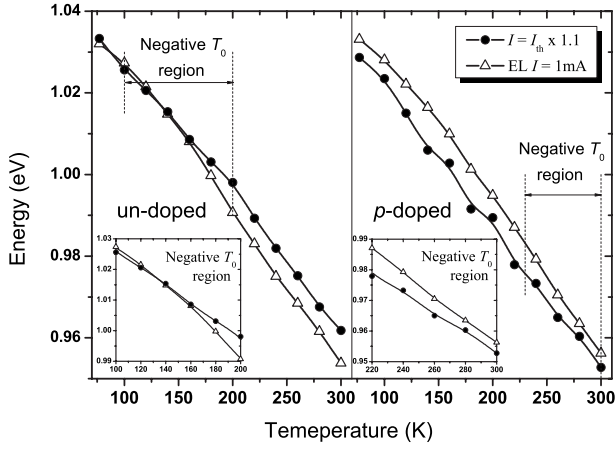 1.04
1.02
1.00
0.98
0.96
Energy (eV)
Negative T0
region
un-doped
1.03
1.02
1.01
1.00
0.99
Negative T0
region
100 120 140 160 180 200
100 150 200 250 300
I = Ith x 1.1
EL I = 1mA
Negative T0
region
p-doped
0.99
0.98
0.97
0.96
0.95
Negative T0
region
220 240 260 280 300
100 150 200 250 300
Temeperature (K)